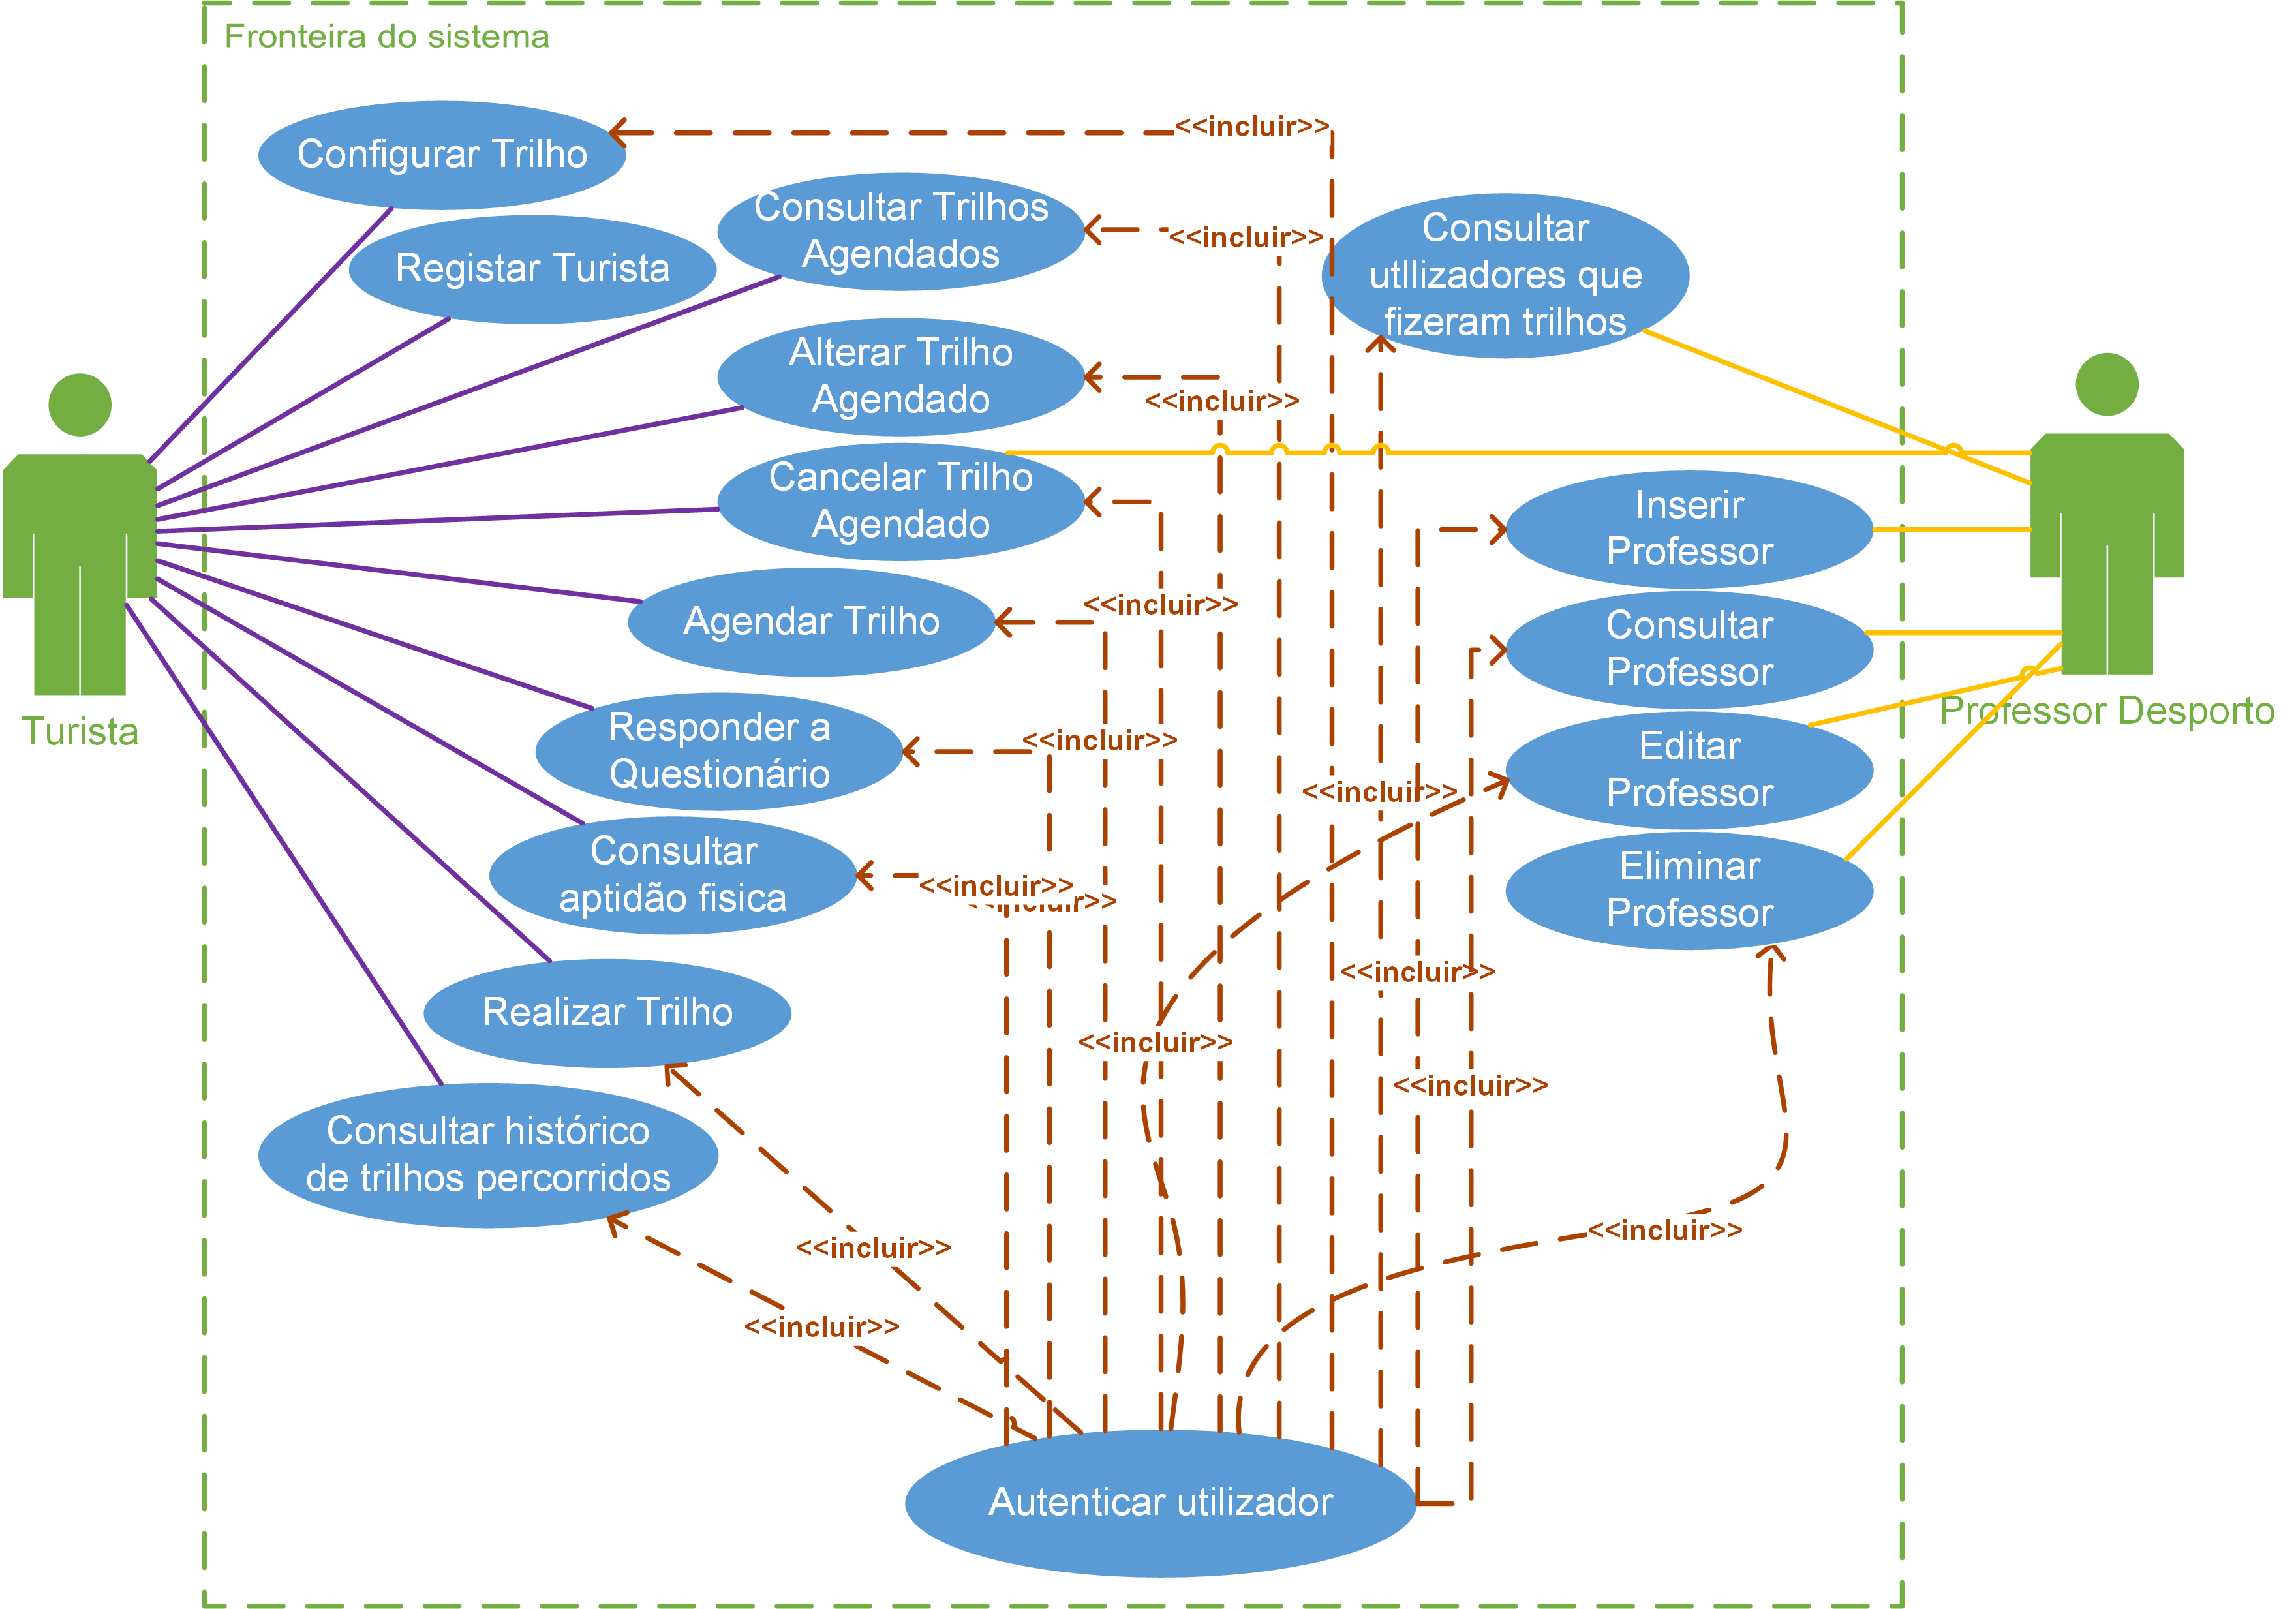 Fronteira do sistema
Configurar Trilho
<<incluir>>
Registar Turista
Consultar Trilhos
Agendados
<<incluir>>
Consultar
utllizadores que
fizeram trilhos
Alterar Trilho
Agendado
<<incluir>>
Cancelar Trilho
Agendado
<<incluir>>
Inserir
Professor
Agendar Trilho
Consultar
Professor
Turista
Professor Desporto
Responder a
Questionário
<<incluir>>
<<incluir>>
Editar
Professor
Consultar
aptidão fisica
<<incluir>>
<<incluir>>
Eliminar
Professor
<<incluir>>
Realizar Trilho
<<incluir>>
<<incluir>>
Consultar histórico
de trilhos percorridos
<<incluir>>
<<incluir>>
<<incluir>>
Autenticar utilizador